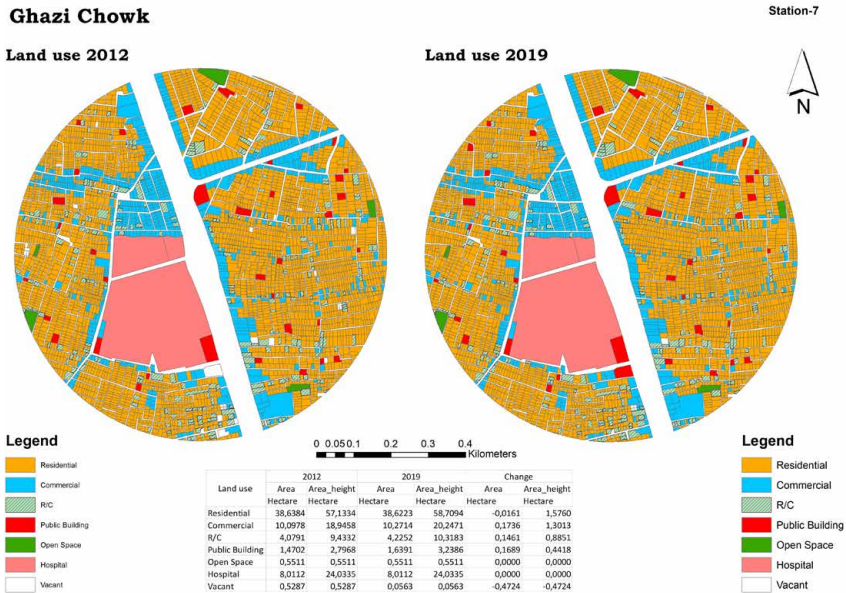 Ghazi Chowk
Station-7
Land use 2012
Land use 2019
N
Legend
Residential
Commercial
R/C
Public Building
Open Space
Hospital
Vacant
0 0.05 0.1 0.2 0.3 0.4
Kilometers
Legend
Residential
Commercial
R/C
Public Building
Open Space
Hospital
Vacant
Land use 2012 2019 Change
Area Area_height Area Area_height Area Area_height
Hectare Hectare Hectare Hectare Hectare Hectare
Residential 38,6384 57,1334 38,6223 58,7094 -0,0161 1,5760
Commercial 10,0978 18,9458 10,2714 20,2471 0,1736 1,3013
R/C 4,0791 9,4332 4,2252 10,3183 0,1461 0,8851
Public Building 1,4702 2,7968 1,6391 3,2386 0,1689 0,4418
Open Space 0,5511 0,5511 0,5511 0,5511 0,0000 0,0000
Hospital 8,0112 24,0335 8,0112 24,0335 0,0000 0,0000
Vacant 0,5287 0,5287 0,0563 0,0563 -0,4724 -0,4724